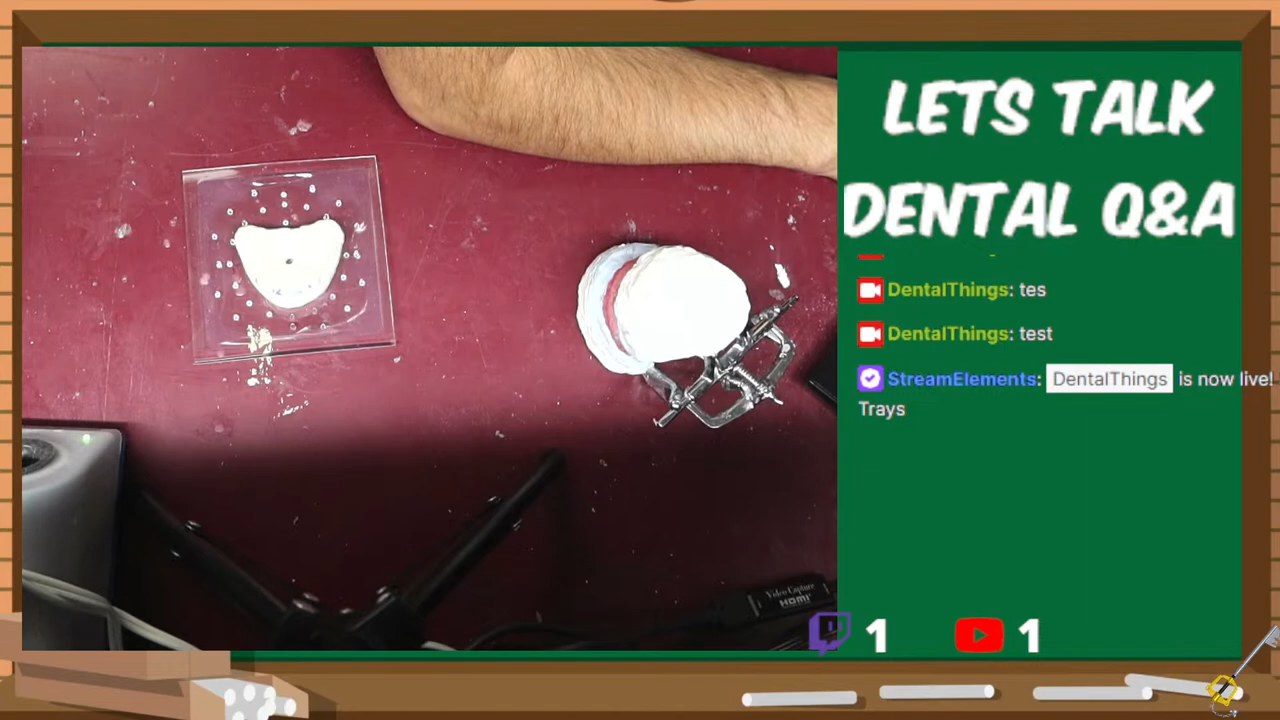 LETS TALK
DENTAL Q&A
DentalThings: tes
DentalThings: test
StreamElements: DentalThings is now live!
Trays
Video Capture
HDMI
1
1